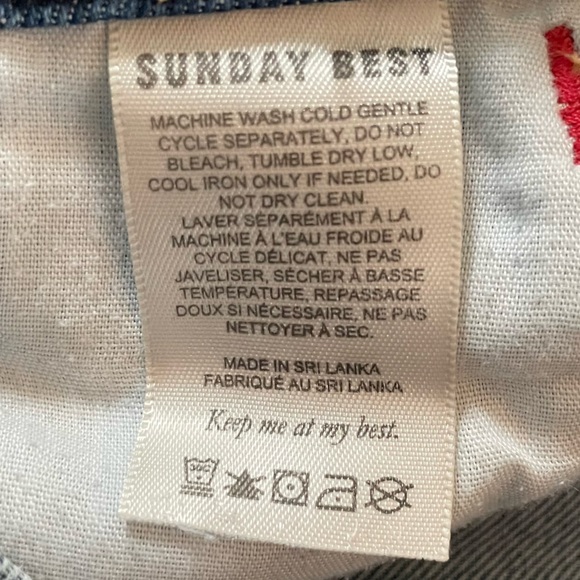 SUNDAY BEST
MACHINE WASH COLD GENTLE
CYCLE SEPARATELY, DO NOT
BLEACH, TUMBLE DRY LOW,
COOL IRON ONLY IF NEEDED, DO
NOT DRY CLEAN.
LAVER SÉPARÉMENT À LA
MACHINE À L'EAU FROIDE AU
CYCLE DÉLICAT, NE PAS
JAVELISER, SÉCHER À BASSE
TEMPÉRATURE, REPASSAGE
DOUX SI NÉCESSAIRE, NE PAS
NETTOYER À SEC.
MADE IN SRI LANKA
FABRIQUÉ AU SRI LANKA
Keep me at my best.